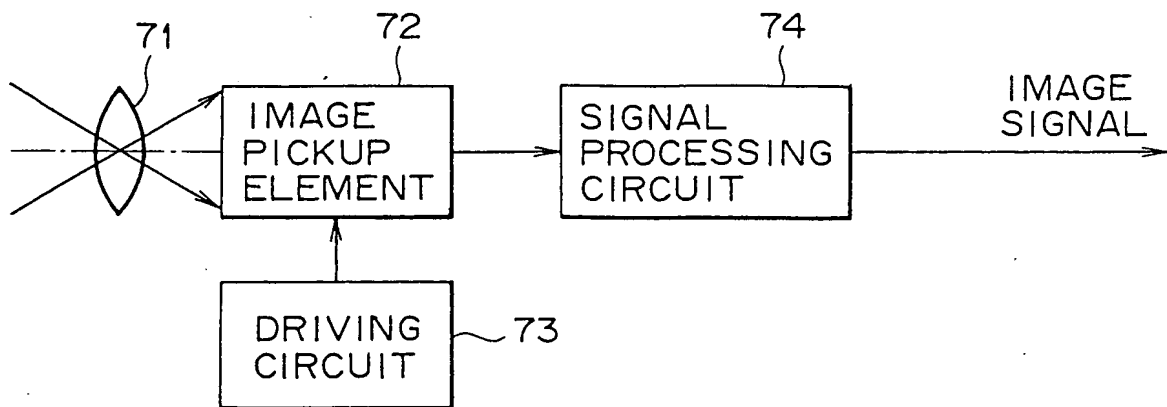 71
72
74
IMAGE
PICKUP
ELEMENT
SIGNAL
PROCESSING
CIRCUIT
IMAGE
SIGNAL
DRIVING
CIRCUIT
73